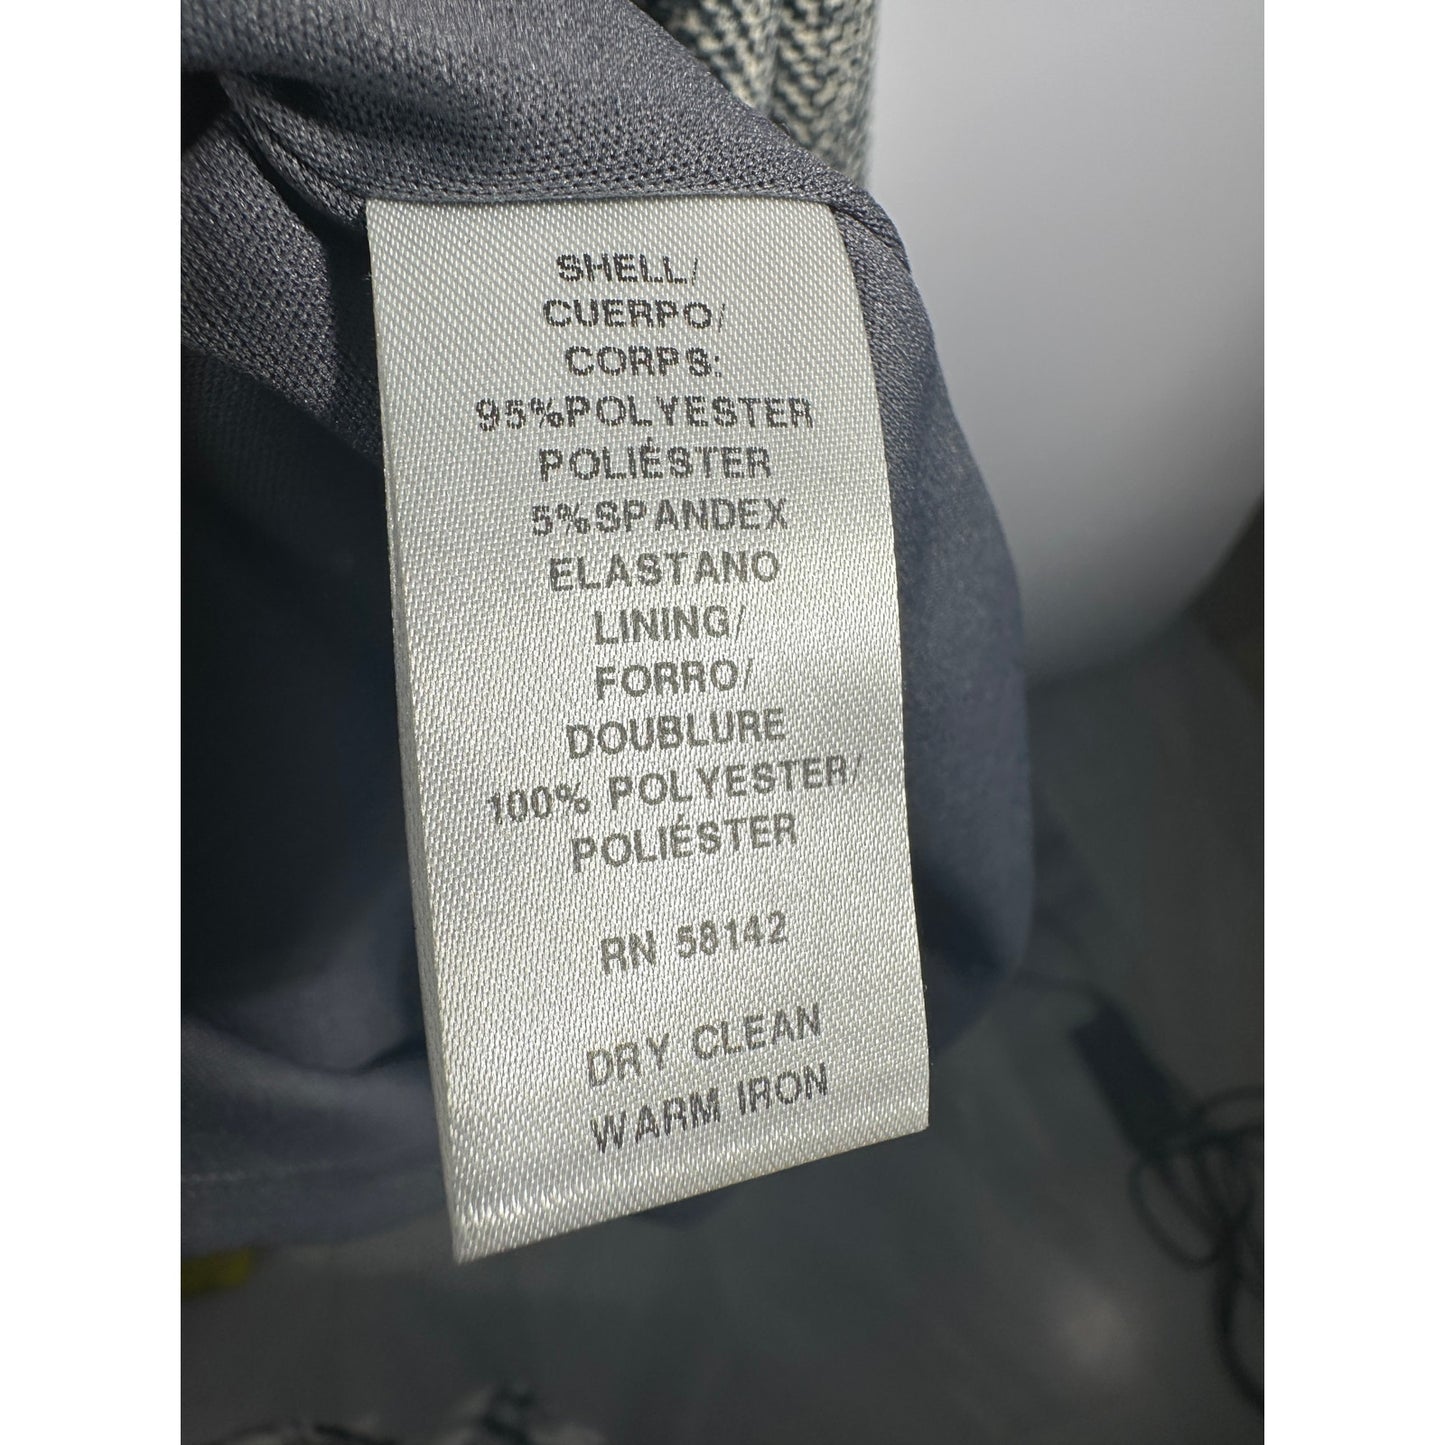 SHELL/
CUERPO/
CORPS:
95%POLYESTER
POLIÉSTER
5%SPANDEX
ELASTANO
LINING/
FORRO/
DOUBLURE
100% POLYESTER/
POLIÉSTER
RN 58142
DRY CLEAN
WARM IRON